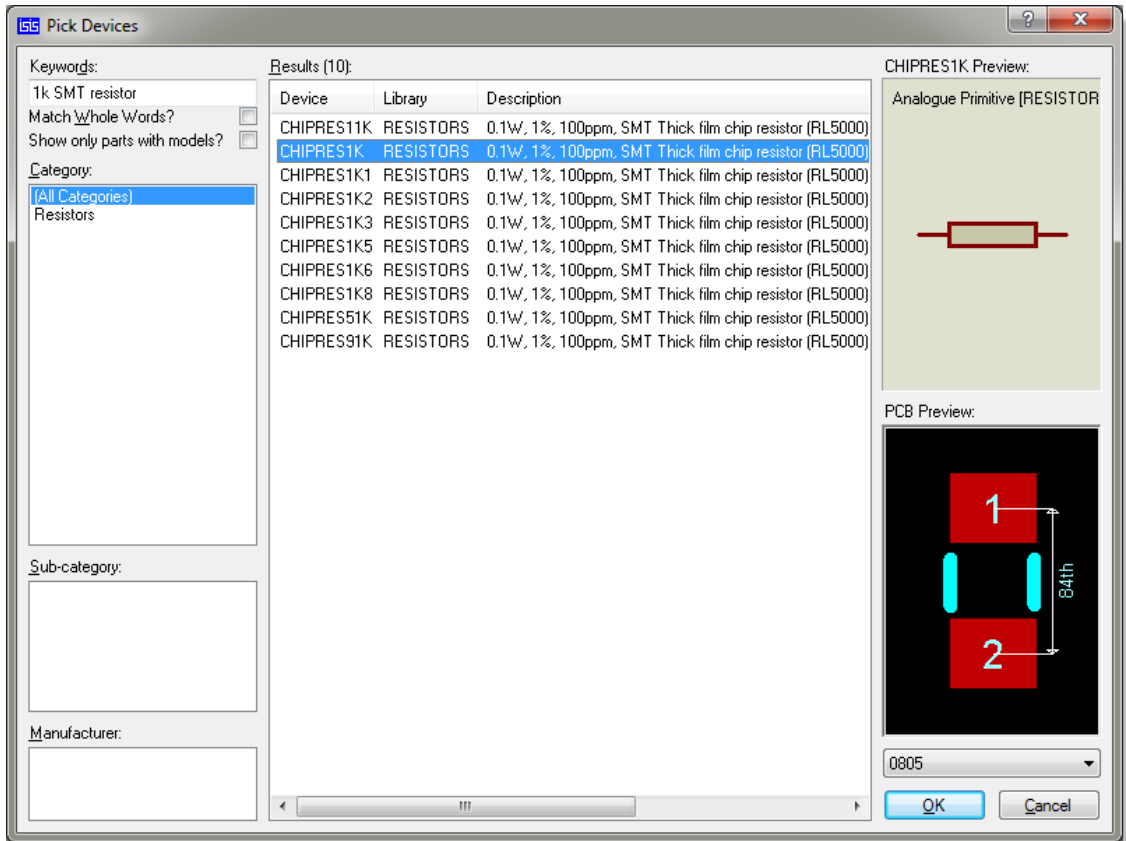 isis Pick Devices
Keywords:
1k SMT resistor
Match Whole Words?
Show only parts with models?
Category:
(All Categories)
Resistors
Sub-category:
Manufacturer:
Results (10):
Device Library Description
CHIPRES11K RESISTORS 0.1W, 1%, 100ppm, SMT Thick film chip resistor (RL5000)
CHIPRES1K RESISTORS 0.1W, 1%, 100ppm, SMT Thick film chip resistor (RL5000)
CHIPRES1K1 RESISTORS 0.1W, 1%, 100ppm, SMT Thick film chip resistor (RL5000)
CHIPRES1K2 RESISTORS 0.1W, 1%, 100ppm, SMT Thick film chip resistor (RL5000)
CHIPRES1K3 RESISTORS 0.1W, 1%, 100ppm, SMT Thick film chip resistor (RL5000)
CHIPRES1K5 RESISTORS 0.1W, 1%, 100ppm, SMT Thick film chip resistor (RL5000)
CHIPRES1K6 RESISTORS 0.1W, 1%, 100ppm, SMT Thick film chip resistor (RL5000)
CHIPRES1K8 RESISTORS 0.1W, 1%, 100ppm, SMT Thick film chip resistor (RL5000)
CHIPRES51K RESISTORS 0.1W, 1%, 100ppm, SMT Thick film chip resistor (RL5000)
CHIPRES91K RESISTORS 0.1W, 1%, 100ppm, SMT Thick film chip resistor (RL5000)
CHIPRES1K Preview:
Analogue Primitive [RESISTOR
PCB Preview:
1
84th
2
0805
OK Cancel